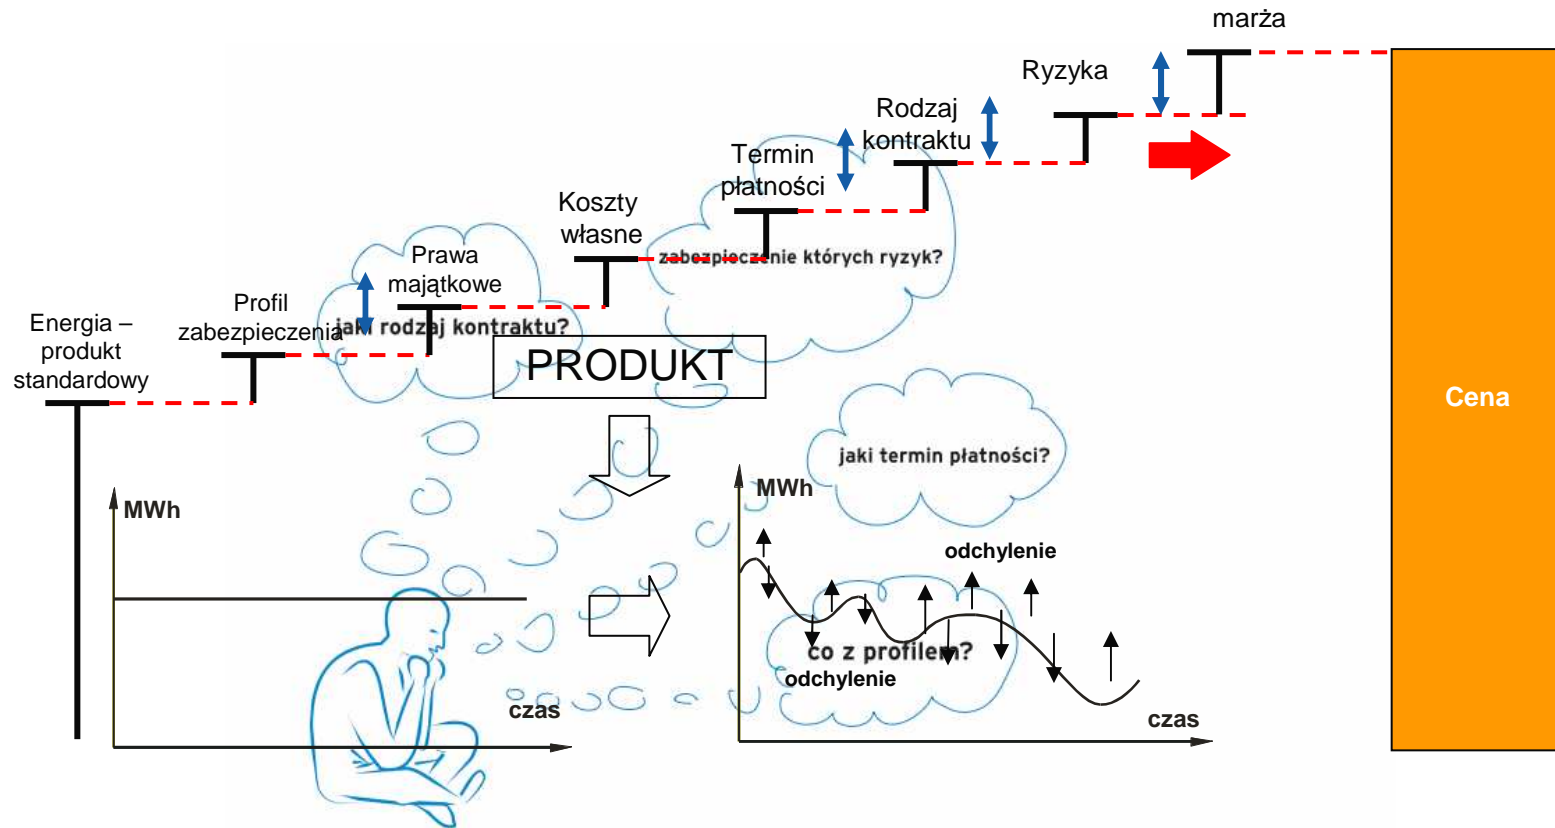 marża
Ryzyka
Rodzaj
kontraktu
Termin
płatności
Koszty
własne
zabezpieczenie których ryzyk?
Prawa
majątkowe
Profil
zabezpieczenia
jaki rodzaj kontraktu?
Energia –
produkt
standardowy
PRODUKT
Cena
jaki termin płatności?
MWh
MWh
odchylenie
co z profilem?
odchylenie
czas
czas